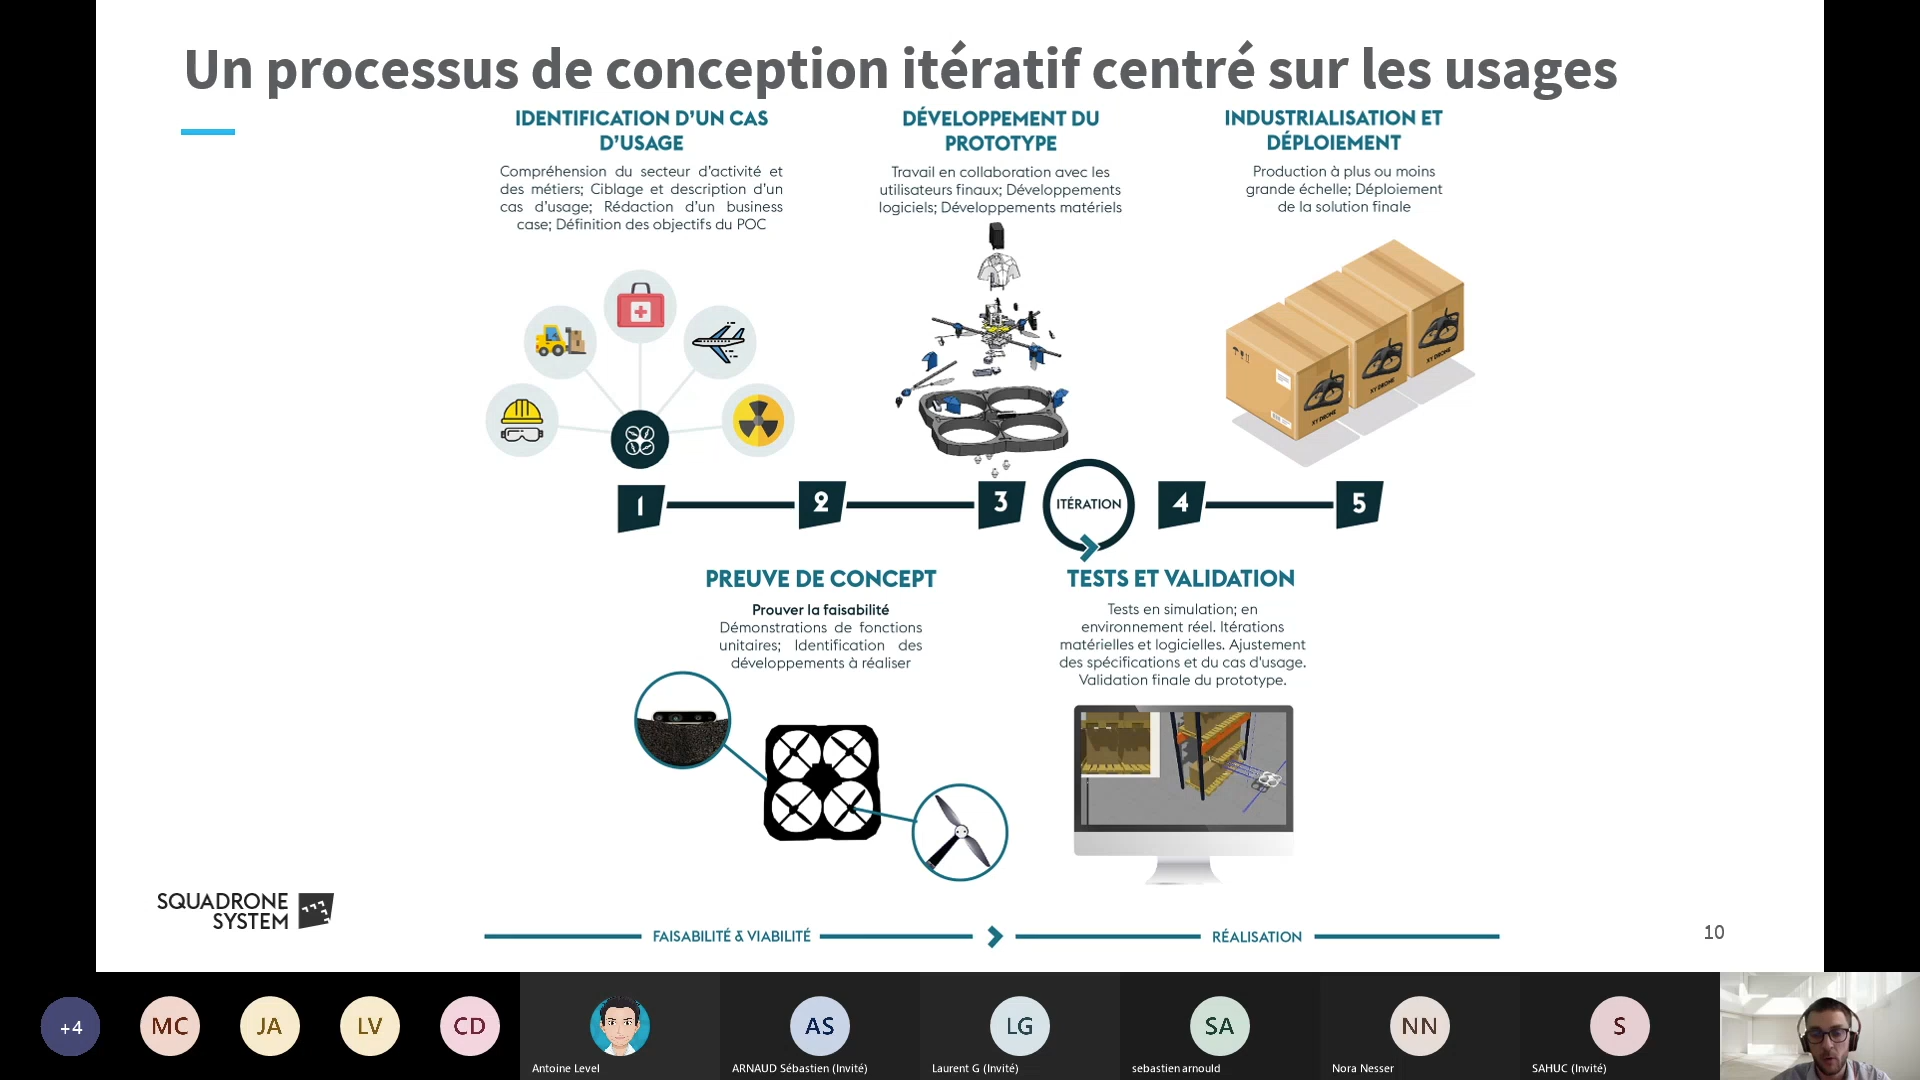 Un processus de conception itératif centré sur les usages
IDENTIFICATION D'UN CAS
D'USAGE
Compréhension du secteur d'activité et
des métiers; Ciblage et description d'un
cas d'usage; Rédaction d'un business
case; Définition des objectifs du POC
DÉVELOPPEMENT DU
PROTOTYPE
Travail en collaboration avec les
utilisateurs finaux; Développements
logiciels; Développements matériels
INDUSTRIALISATION ET
DÉPLOIEMENT
Production à plus ou moins
grande échelle; Déploiement
de la solution finale
XY DRONE
XY DRONE
XY DRONE
1
2
3
ITÉRATION
4
5
PREUVE DE CONCEPT
Prouver la faisabilité
Démonstrations de fonctions
unitaires; Identification des
développements à réaliser
TESTS ET VALIDATION
Tests en simulation; en
environnement réel. Itérations
matérielles et logicielles. Ajustement
des spécifications et du cas d'usage.
Validation finale du prototype.
SQUADRONE
SYSTEM
FAISABILITÉ & VIABILITÉ
RÉALISATION
10
+4
MC
JA
LV
CD
Antoine Level
AS
ARNAUD Sébastien (Invité)
LG
Laurent G (Invité)
SA
sebastien arnould
NN
Nora Nesser
S
SAHUC (Invité)